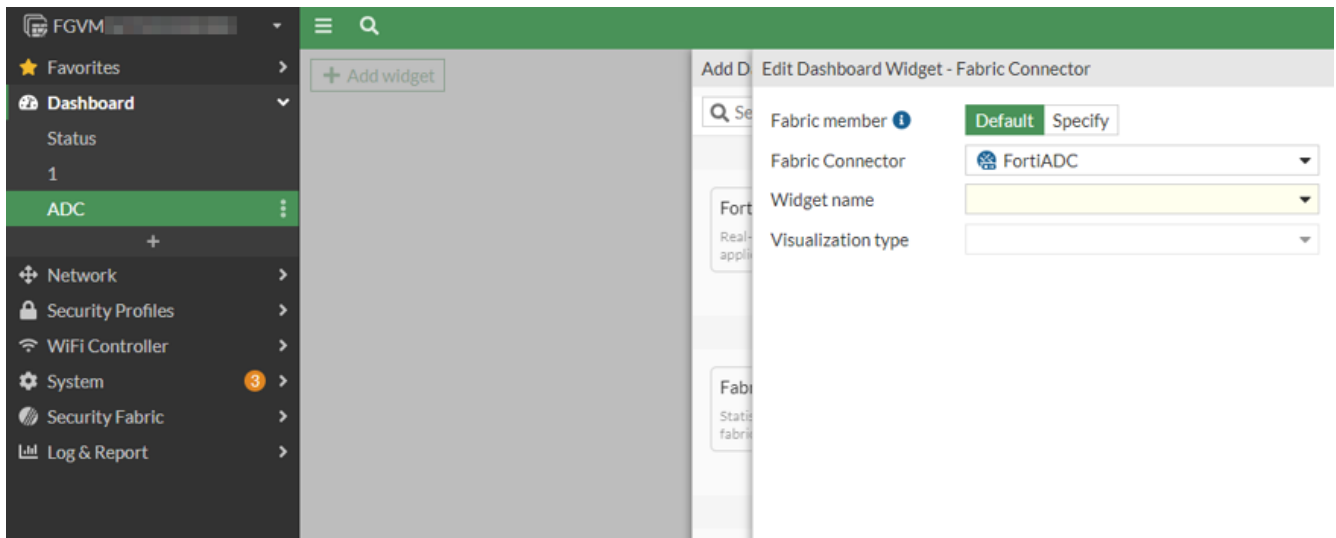 FGVM
Favorites
Dashboard
Status
1
ADC
+
Network
Security Profiles
WiFi Controller
System 3
Security Fabric
Log & Report
+ Add widget
Add D
Se
Fort
Real-
appli
Fabr
Statis
fabric
Edit Dashboard Widget - Fabric Connector
Fabric member Default Specify
Fabric Connector FortiADC
Widget name
Visualization type